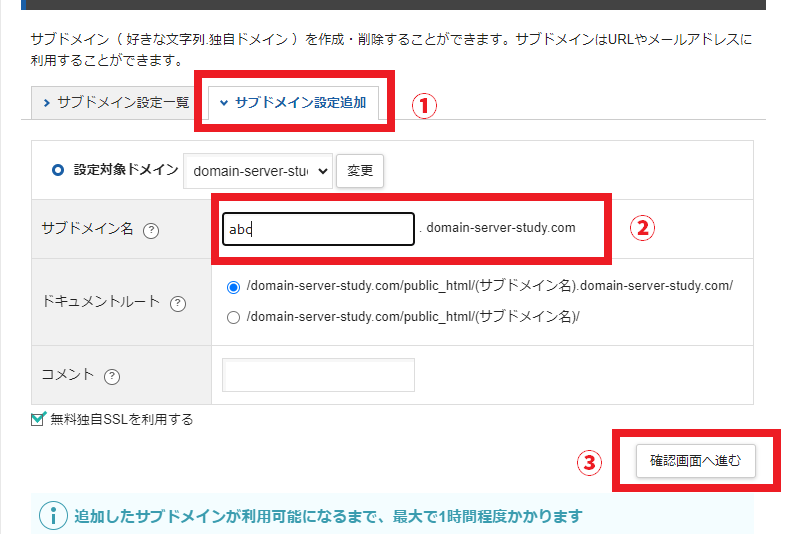 サブドメイン（ 好きな文字列.独自ドメイン ）を作成・削除することができます。サブドメインはURLやメールアドレスに
利用することができます。
サブドメイン設定一覧 サブドメイン設定追加 ①
設定対象ドメイン domain-server-stu 変更
サブドメイン名 ? abc . domain-server-study.com ②
ドキュメントルート ? /domain-server-study.com/public_html/(サブドメイン名).domain-server-study.com/
/domain-server-study.com/public_html/(サブドメイン名)/
コメント ?
無料独自SSLを利用する
③ 確認画面へ進む
追加したサブドメインが利用可能になるまで、最大で1時間程度かかります